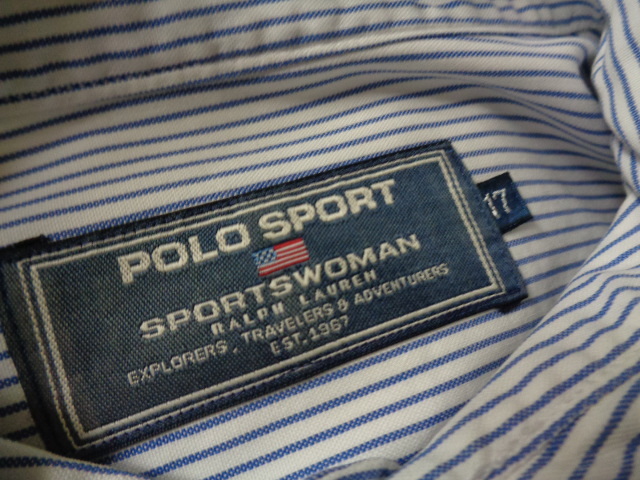 POLO SPORT
SPORTSWOMAN
RALPH LAUREN
EXPLORERS, TRAVELERS & ADVENTURERS
EST. 1967
17